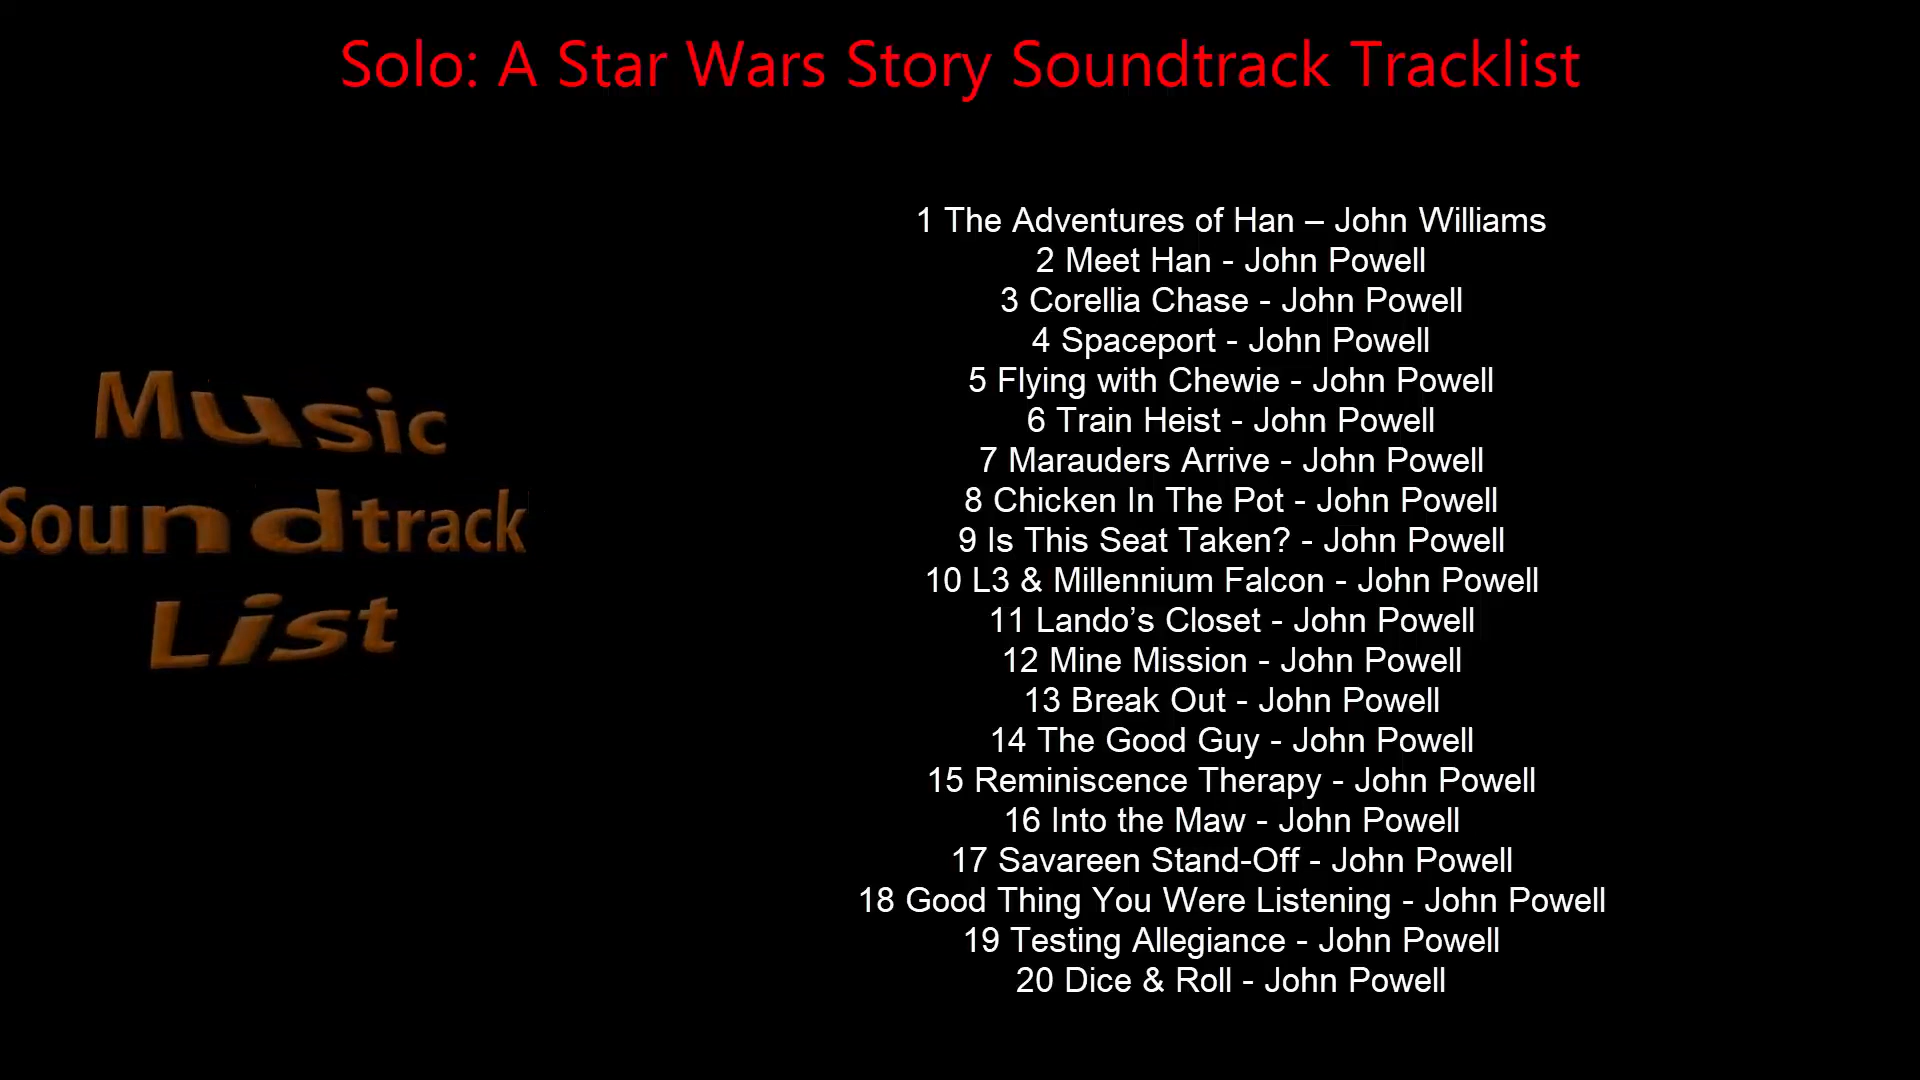 Solo: A Star Wars Story Soundtrack Tracklist
Music
Soundtrack
List
1 The Adventures of Han – John Williams
2 Meet Han - John Powell
3 Corellia Chase - John Powell
4 Spaceport - John Powell
5 Flying with Chewie - John Powell
6 Train Heist - John Powell
7 Marauders Arrive - John Powell
8 Chicken In The Pot - John Powell
9 Is This Seat Taken? - John Powell
10 L3 & Millennium Falcon - John Powell
11 Lando’s Closet - John Powell
12 Mine Mission - John Powell
13 Break Out - John Powell
14 The Good Guy - John Powell
15 Reminiscence Therapy - John Powell
16 Into the Maw - John Powell
17 Savareen Stand-Off - John Powell
18 Good Thing You Were Listening - John Powell
19 Testing Allegiance - John Powell
20 Dice & Roll - John Powell